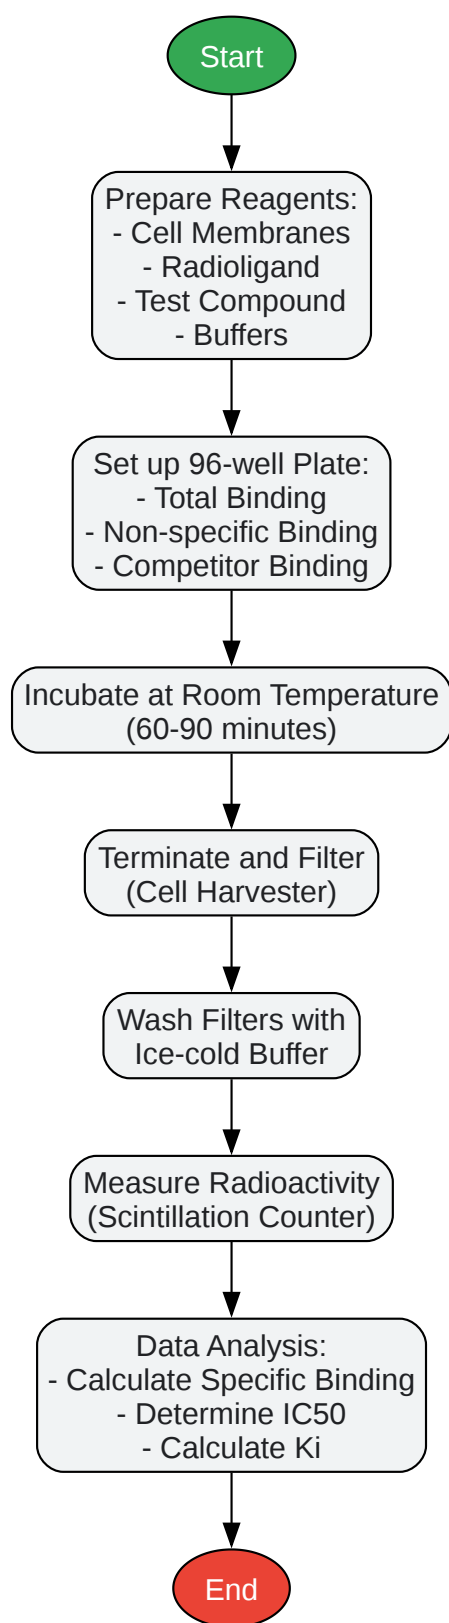 Start
Prepare Reagents:
- Cell Membranes
- Radioligand
- Test Compound
- Buffers
Set up 96-well Plate:
- Total Binding
- Non-specific Binding
- Competitor Binding
Incubate at Room Temperature
(60-90 minutes)
Terminate and Filter
(Cell Harvester)
Wash Filters with
Ice-cold Buffer
Measure Radioactivity
(Scintillation Counter)
Data Analysis:
- Calculate Specific Binding
- Determine IC50
- Calculate Ki
End